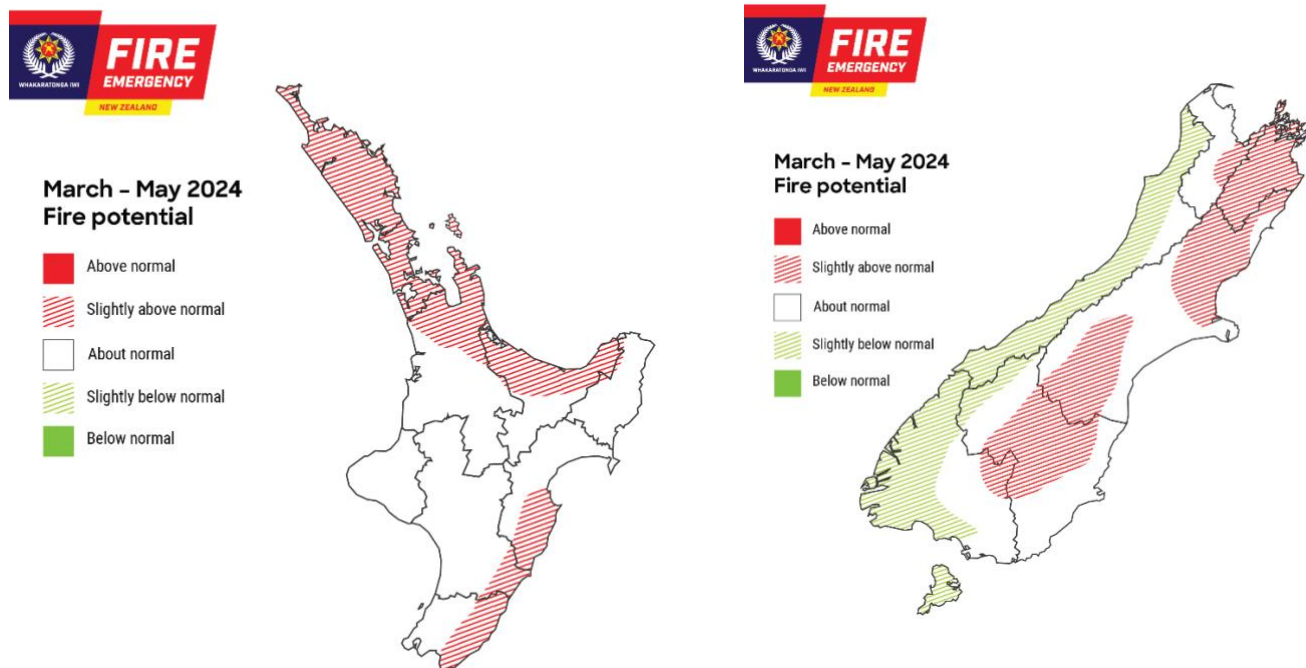 WHAKARATONGA IWI
FIRE
EMERGENCY
NEW ZEALAND
March – May 2024
Fire potential
Above normal
Slightly above normal
About normal
Slightly below normal
Below normal
WHAKARATONGA IWI
FIRE
EMERGENCY
NEW ZEALAND
March – May 2024
Fire potential
Above normal
Slightly above normal
About normal
Slightly below normal
Below normal